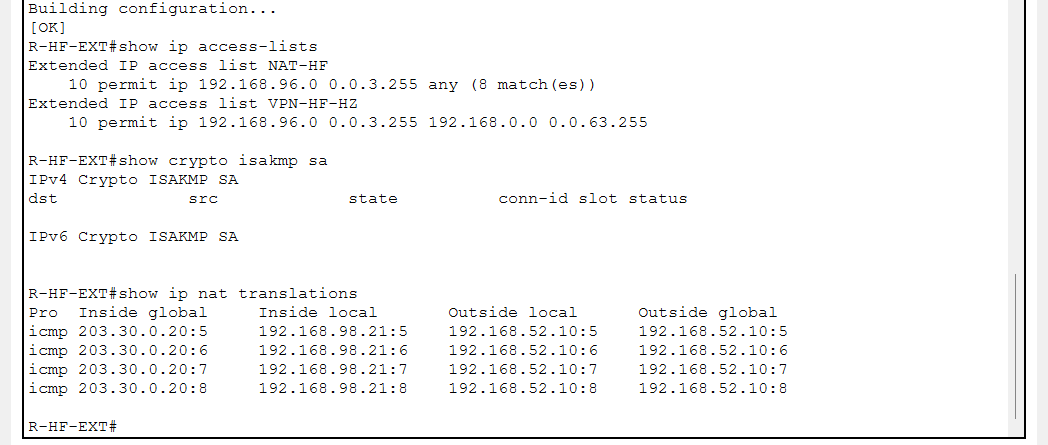 Building configuration...
[OK]
R-HF-EXT#show ip access-lists
Extended IP access list NAT-HF
    10 permit ip 192.168.96.0 0.0.3.255 any (8 match(es))
Extended IP access list VPN-HF-HZ
    10 permit ip 192.168.96.0 0.0.3.255 192.168.0.0 0.0.63.255
R-HF-EXT#show crypto isakmp sa
IPv4 Crypto ISAKMP SA
dst             src             state          conn-id slot status
IPv6 Crypto ISAKMP SA
R-HF-EXT#show ip nat translations
Pro  Inside global     Inside local       Outside local      Outside global
icmp 203.30.0.20:5     192.168.98.21:5    192.168.52.10:5    192.168.52.10:5
icmp 203.30.0.20:6     192.168.98.21:6    192.168.52.10:6    192.168.52.10:6
icmp 203.30.0.20:7     192.168.98.21:7    192.168.52.10:7    192.168.52.10:7
icmp 203.30.0.20:8     192.168.98.21:8    192.168.52.10:8    192.168.52.10:8
R-HF-EXT#